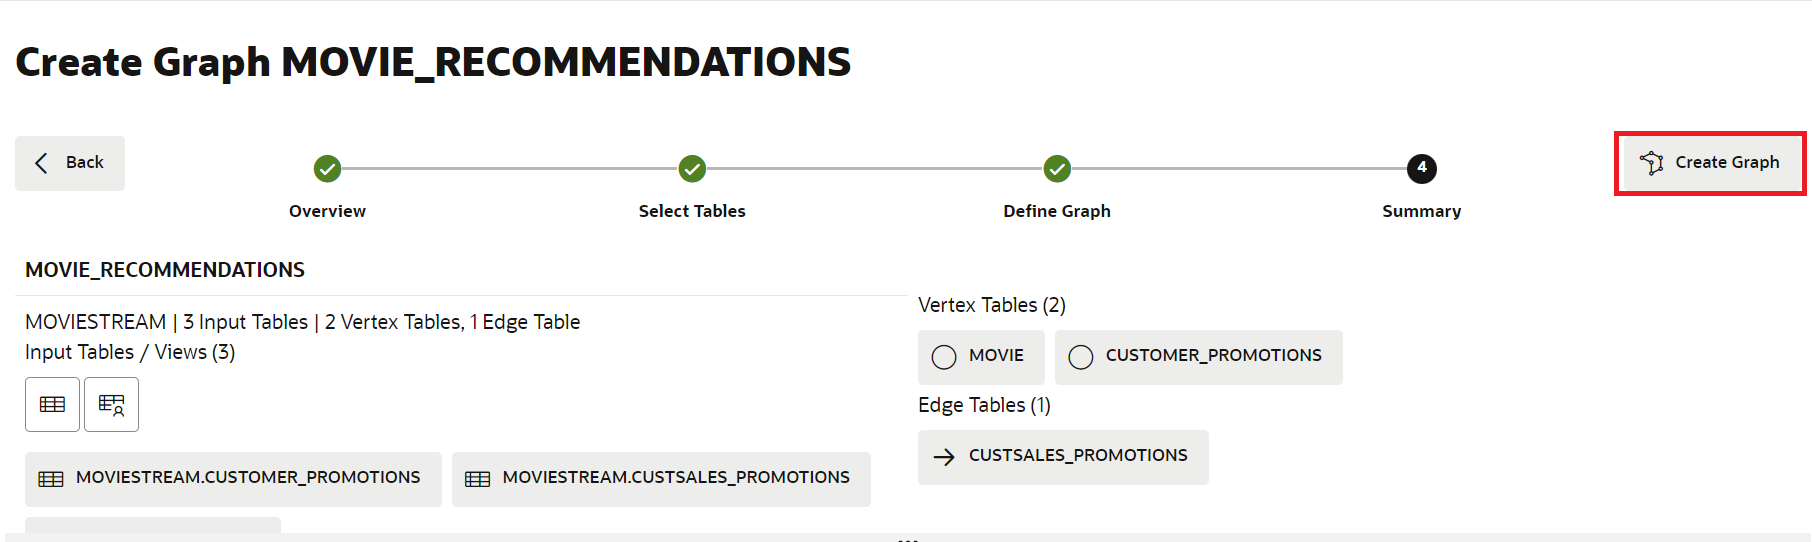 Create Graph MOVIE_RECOMMENDATIONS
Back
4
Create Graph
Overview
Select Tables
Define Graph
Summary
MOVIE_RECOMMENDATIONS
MOVIESTREAM | 3 Input Tables | 2 Vertex Tables, 1 Edge Table
Input Tables / Views (3)
MOVIESTREAM.CUSTOMER_PROMOTIONS
MOVIESTREAM.CUSTSALES_PROMOTIONS
Vertex Tables (2)
MOVIE
CUSTOMER_PROMOTIONS
Edge Tables (1)
CUSTSALES_PROMOTIONS